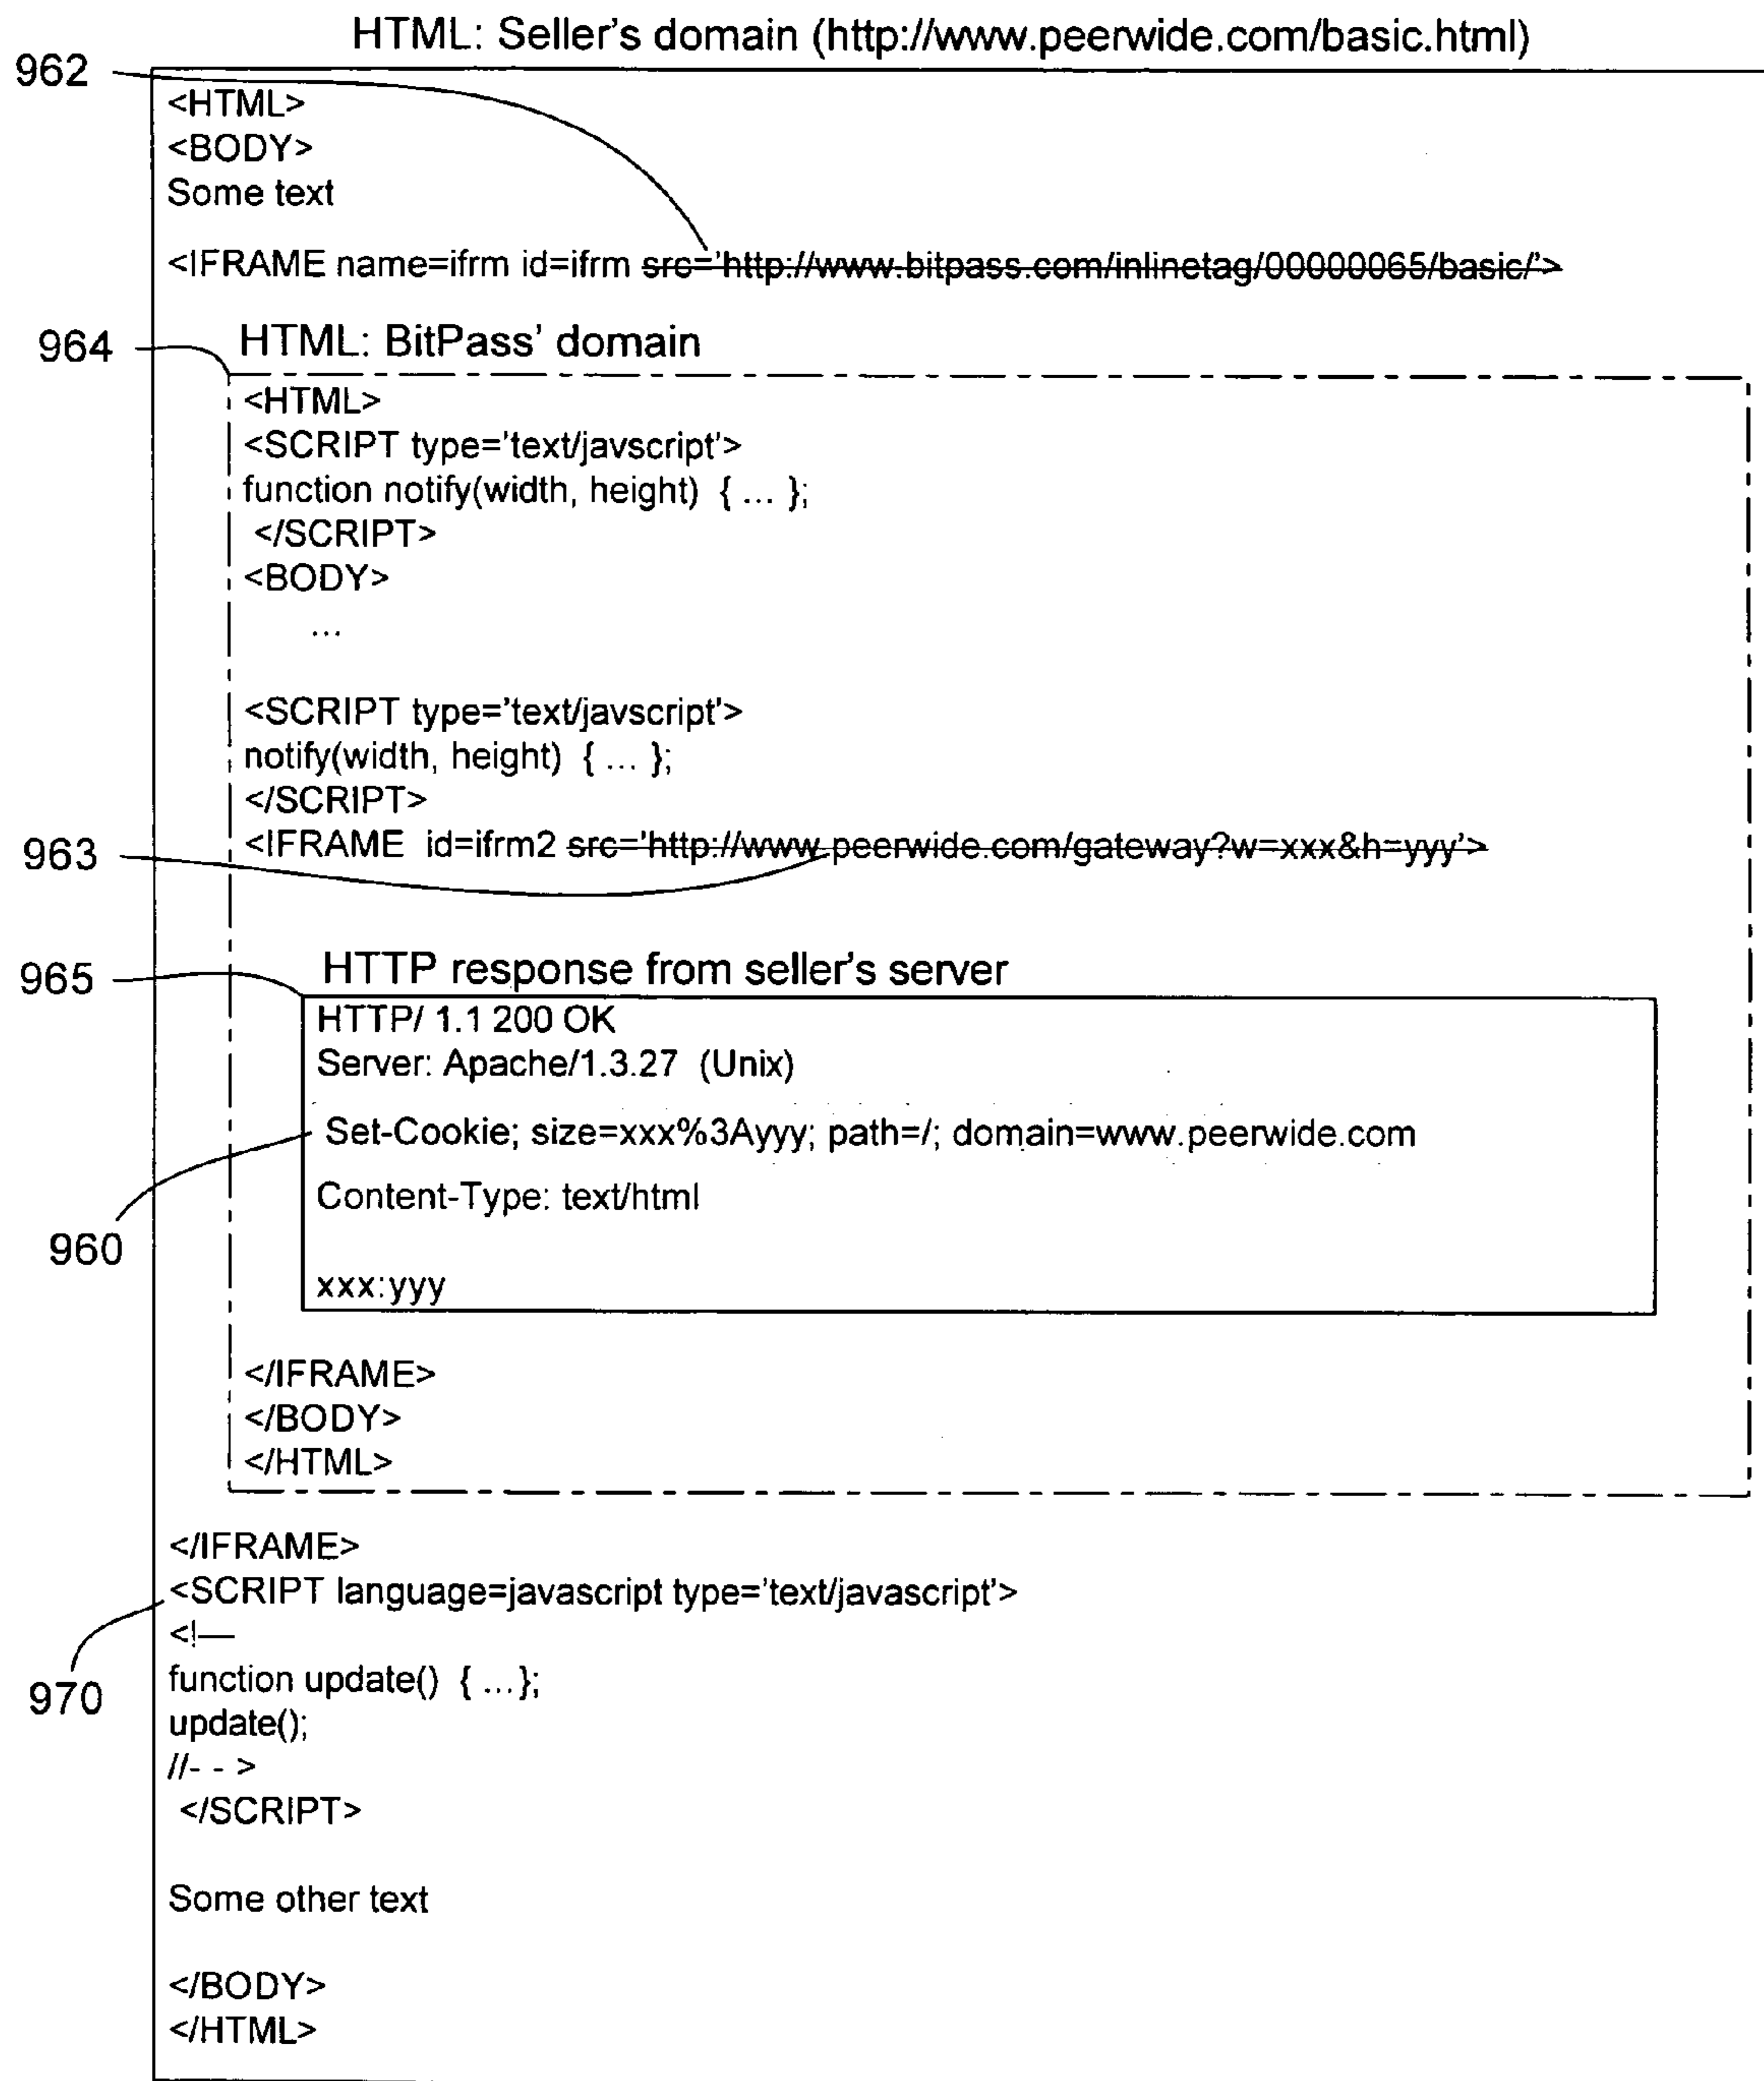 HTML: Seller's domain (http://www.peerwide.com/basic.html)
962
<HTML>
<BODY>
Some text
<IFRAME name=ifrm id=ifrm src='http://www.bitpass.com/inlinetag/00000065/basic/'>
964
HTML: BitPass' domain
<HTML>
<SCRIPT type='text/javscript'>
function notify(width, height) { ... };
</SCRIPT>
<BODY>
...
<SCRIPT type='text/javscript'>
notify(width, height) { ... };
</SCRIPT>
963 <IFRAME id=ifrm2 src='http://www.peerwide.com/gateway?w=xxx&h=yyy'>
965 HTTP response from seller's server
HTTP/ 1.1 200 OK
Server: Apache/1.3.27 (Unix)
Set-Cookie; size=xxx%3Ayyy; path=/; domain=www.peerwide.com
Content-Type: text/html
960
xxx:yyy
</IFRAME>
</BODY>
</HTML>
</IFRAME>
<SCRIPT language=javascript type='text/javascript'>
<!—
function update() { ...};
970
update();
//- - >
</SCRIPT>
Some other text
</BODY>
</HTML>